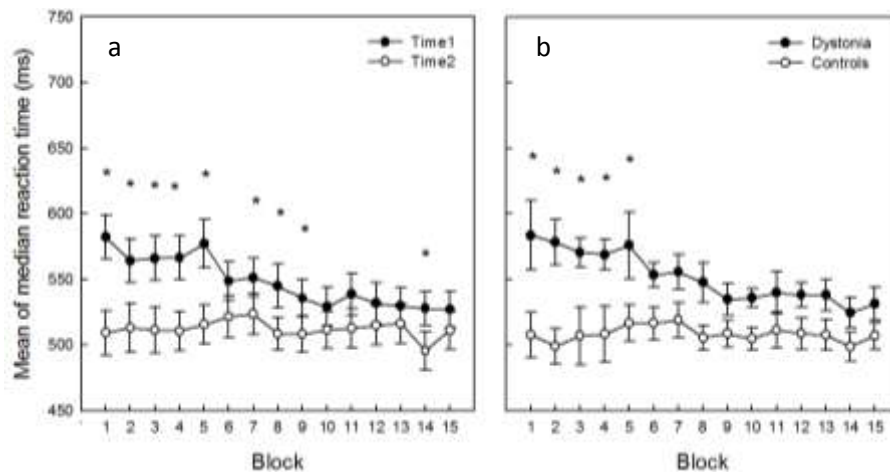 Mean of median reaction time (ms)
750
700
650
600
550
500
450
a
Time1
Time2
* * * * * * * * *
1 2 3 4 5 6 7 8 9 10 11 12 13 14 15
Block
b
Dystonia
Controls
* * * * *
1 2 3 4 5 6 7 8 9 10 11 12 13 14 15
Block